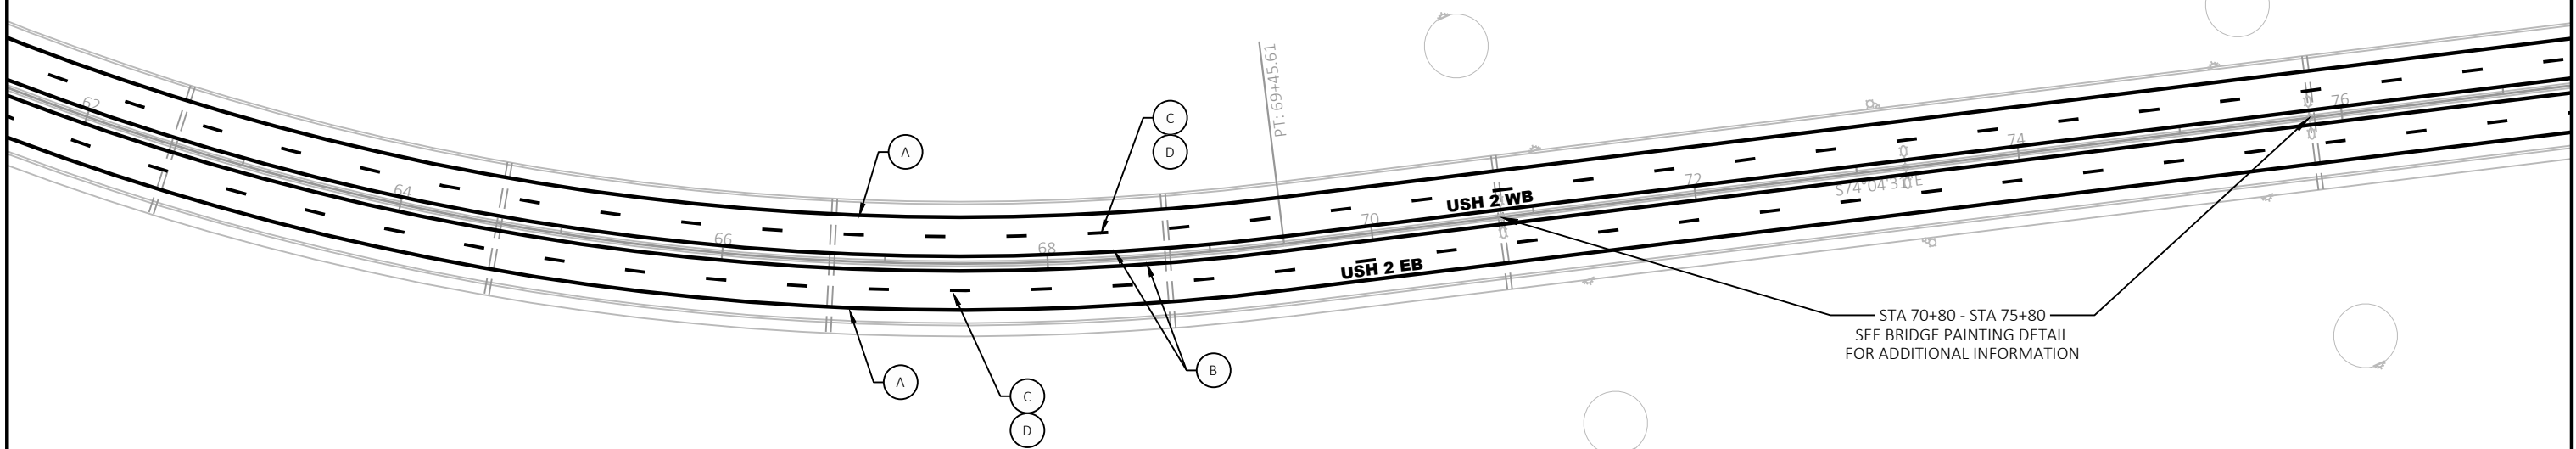 62
64
66
68
70
72
74
76
PT: 69+45.61
A
C
D
USH 2 WB
USH 2 EB
STA 70+80 - STA 75+80
SEE BRIDGE PAINTING DETAIL
FOR ADDITIONAL INFORMATION
A
C
D
B